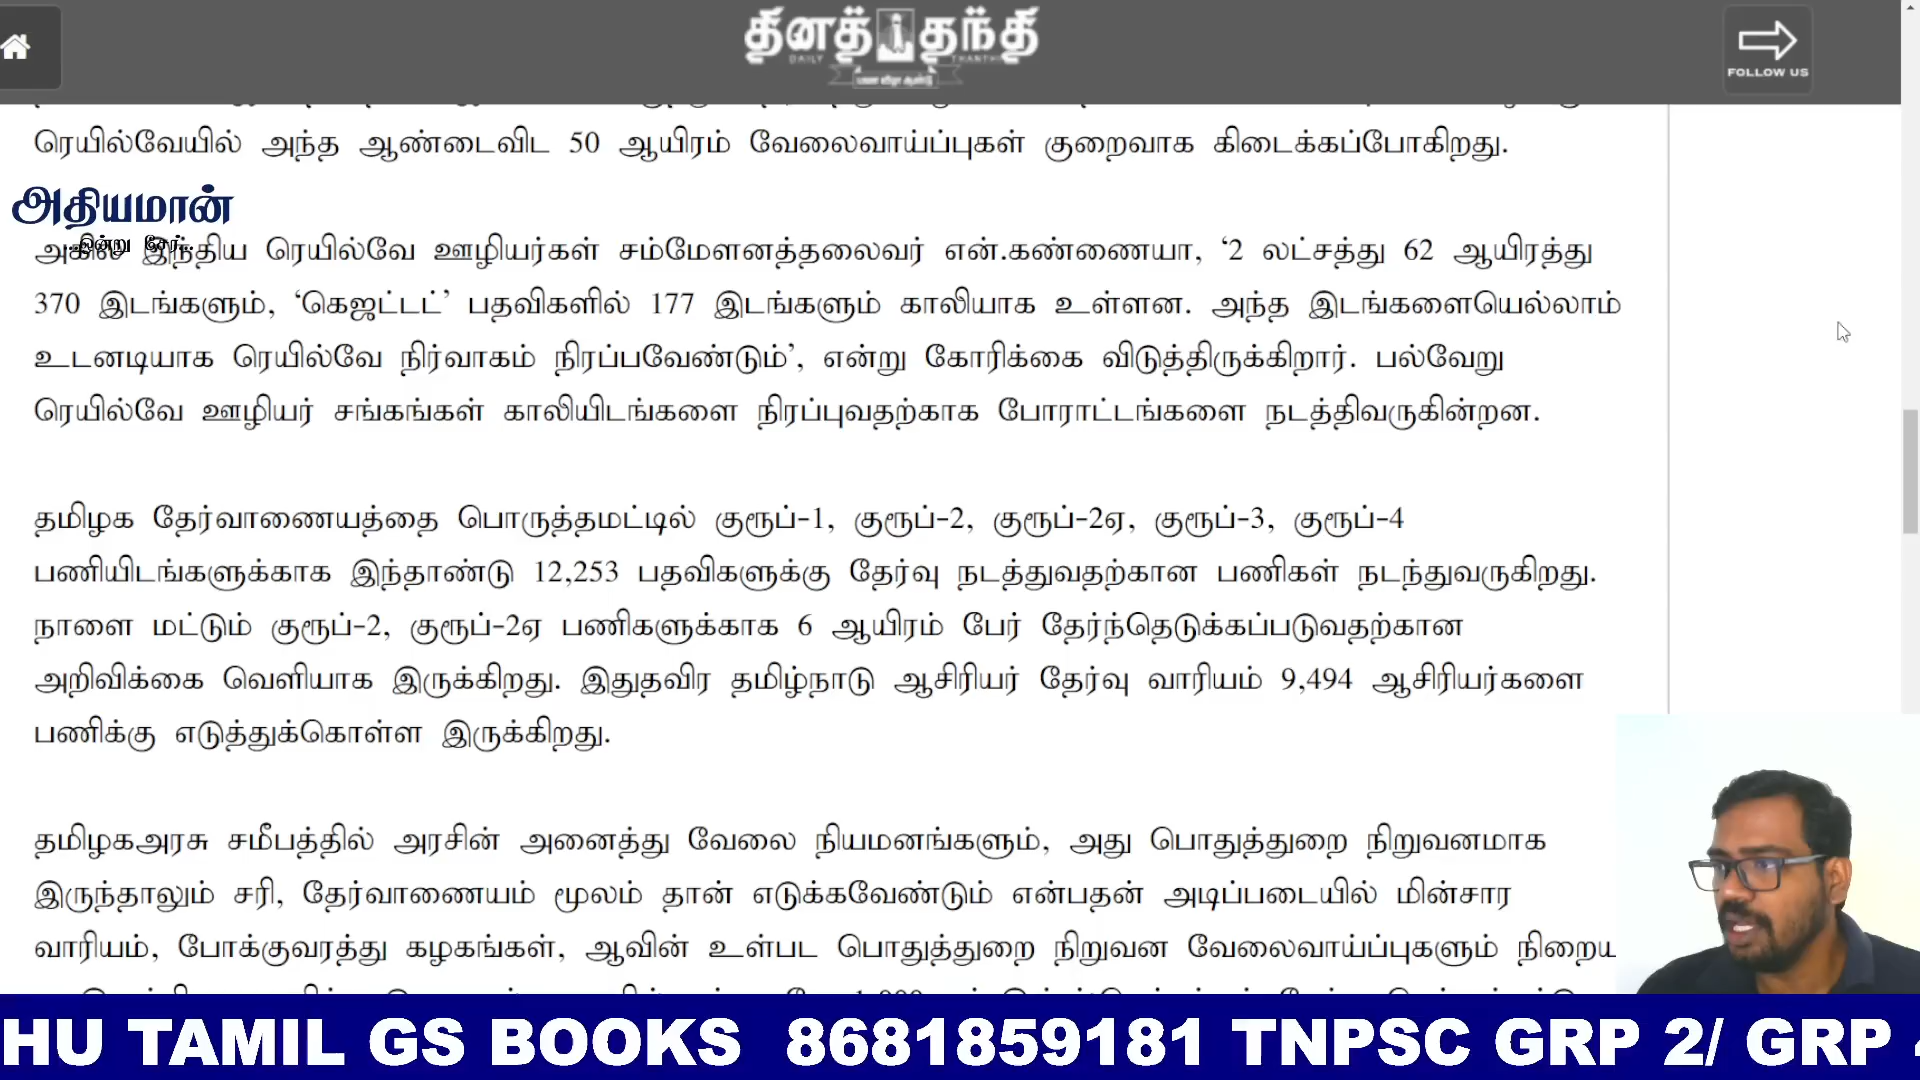 தினத்தந்தி
DAILY THANTHI
FOLLOW US
ரெயில்வேயில் அந்த ஆண்டைவிட 50 ஆயிரம் வேலைவாய்ப்புகள் குறைவாக கிடைக்கப்போகிறது.
அதியமான்
இன்று சேர்...
அகில இந்திய ரெயில்வே ஊழியர்கள் சம்மேளனத்தலைவர் என்.கண்ணையா, ‘2 லட்சத்து 62 ஆயிரத்து
370 இடங்களும், ‘கெஜட்டட்’ பதவிகளில் 177 இடங்களும் காலியாக உள்ளன. அந்த இடங்களையெல்லாம்
உடனடியாக ரெயில்வே நிர்வாகம் நிரப்பவேண்டும்’, என்று கோரிக்கை விடுத்திருக்கிறார். பல்வேறு
ரெயில்வே ஊழியர் சங்கங்கள் காலியிடங்களை நிரப்புவதற்காக போராட்டங்களை நடத்திவருகின்றன.
தமிழக தேர்வாணையத்தை பொருத்தமட்டில் குரூப்-1, குரூப்-2, குரூப்-2ஏ, குரூப்-3, குரூப்-4
பணியிடங்களுக்காக இந்தாண்டு 12,253 பதவிகளுக்கு தேர்வு நடத்துவதற்கான பணிகள் நடந்துவருகிறது.
நாளை மட்டும் குரூப்-2, குரூப்-2ஏ பணிகளுக்காக 6 ஆயிரம் பேர் தேர்ந்தெடுக்கப்படுவதற்கான
அறிவிக்கை வெளியாக இருக்கிறது. இதுதவிர தமிழ்நாடு ஆசிரியர் தேர்வு வாரியம் 9,494 ஆசிரியர்களை
பணிக்கு எடுத்துக்கொள்ள இருக்கிறது.
தமிழகஅரசு சமீபத்தில் அரசின் அனைத்து வேலை நியமனங்களும், அது பொதுத்துறை நிறுவனமாக
இருந்தாலும் சரி, தேர்வாணையம் மூலம் தான் எடுக்கவேண்டும் என்பதன் அடிப்படையில் மின்சார
வாரியம், போக்குவரத்து கழகங்கள், ஆவின் உள்பட பொதுத்துறை நிறுவன வேலைவாய்ப்புகளும் நிறைய
HU TAMIL GS BOOKS 8681859181 TNPSC GRP 2/ GRP